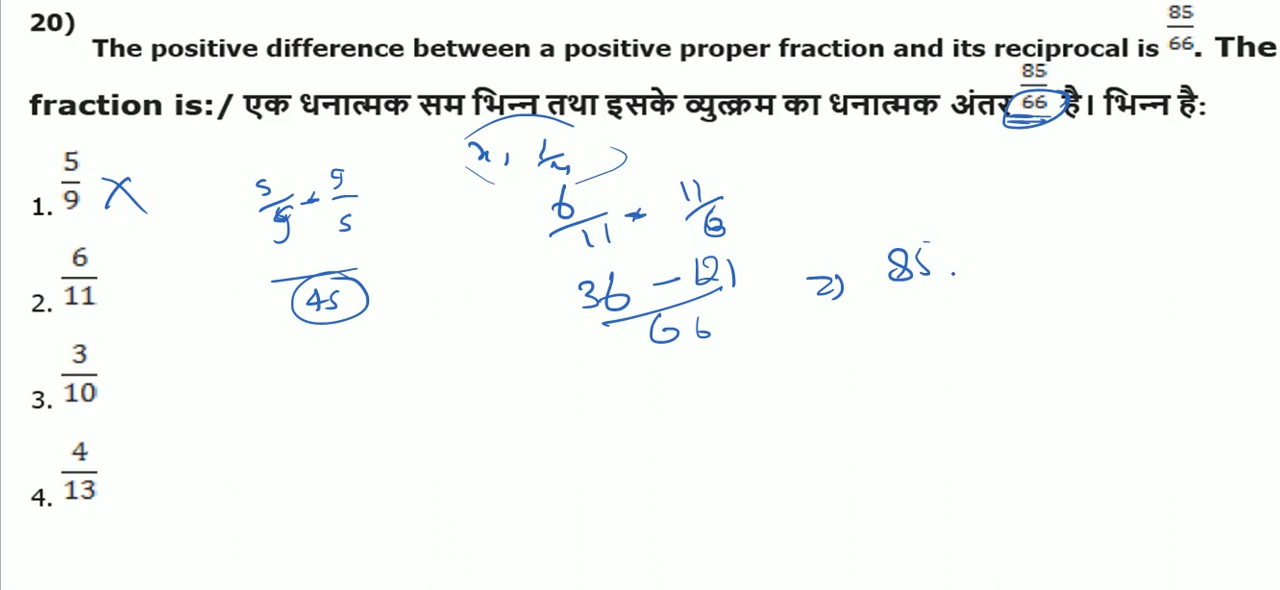 20)
The positive difference between a positive proper fraction and its reciprocal is 85/66. The
fraction is:/ एक धनात्मक सम भिन्न तथा इसके व्युत्क्रम का धनात्मक अंतर 85/66 है। भिन्न है:
x, 1/x
1. 5/9 X
5/9 - 9/5
45
6/11 - 11/6
2. 6/11
36 - 121
66
⇒ 85.
3. 3/10
4. 4/13